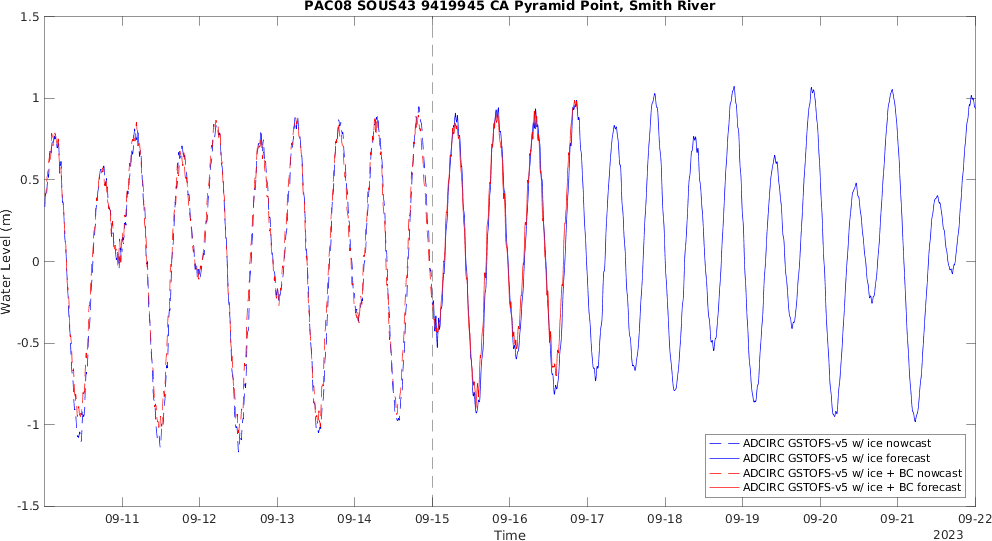 PAC08 SOUS43 9419945 CA Pyramid Point, Smith River
Water Level (m)
1.5
1
0.5
0
-0.5
-1
-1.5
09-11 09-12 09-13 09-14 09-15 09-16 09-17 09-18 09-19 09-20 09-21 09-22
Time
2023
ADCIRC GSTOFS-v5 w/ ice nowcast
ADCIRC GSTOFS-v5 w/ ice forecast
ADCIRC GSTOFS-v5 w/ ice + BC nowcast
ADCIRC GSTOFS-v5 w/ ice + BC forecast